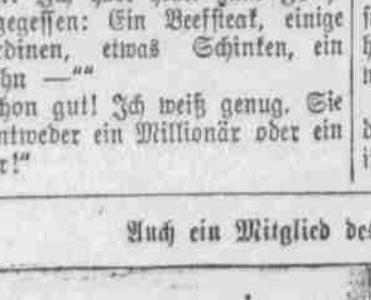 gegessen: Ein Beefsteak, einige
rdinen, etwas Schinken, ein
hn —““
hon gut! Ich weiß genug. Sie
ntweder ein Millionär oder ein
r!“
Auch ein Mitglied des